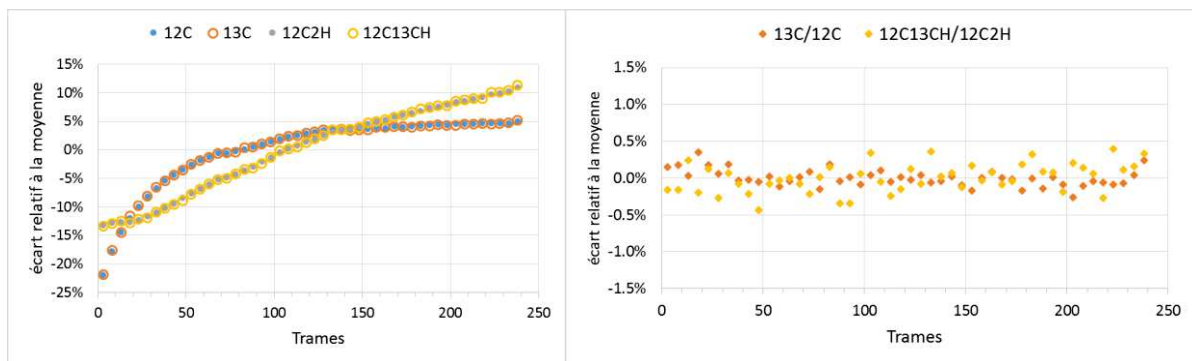 12C 13C 12C2H 12C13CH
écart relatif à la moyenne
15%
10%
5%
0%
-5%
-10%
-15%
-20%
-25%
0 50 100 150 200 250
Trames
13C/12C 12C13CH/12C2H
écart relatif à la moyenne
1.5%
1.0%
0.5%
0.0%
-0.5%
-1.0%
-1.5%
0 50 100 150 200 250
Trames